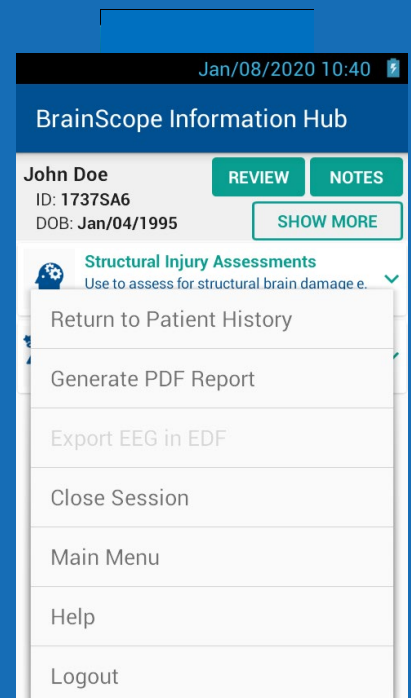 Jan/08/2020 10:40
BrainScope Information Hub
John Doe
REVIEW
NOTES
ID: 1737SA6
DOB: Jan/04/1995
SHOW MORE
Structural Injury Assessments
Use to assess for structural brain damage e.
Return to Patient History
Generate PDF Report
Export EEG in EDF
Close Session
Main Menu
Help
Logout